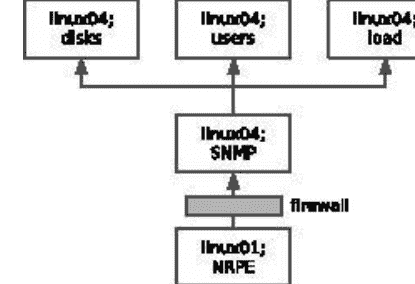 linux04;
disks
linux04;
users
linux04;
load
linux04;
SNMP
firewall
linux01;
NRPE